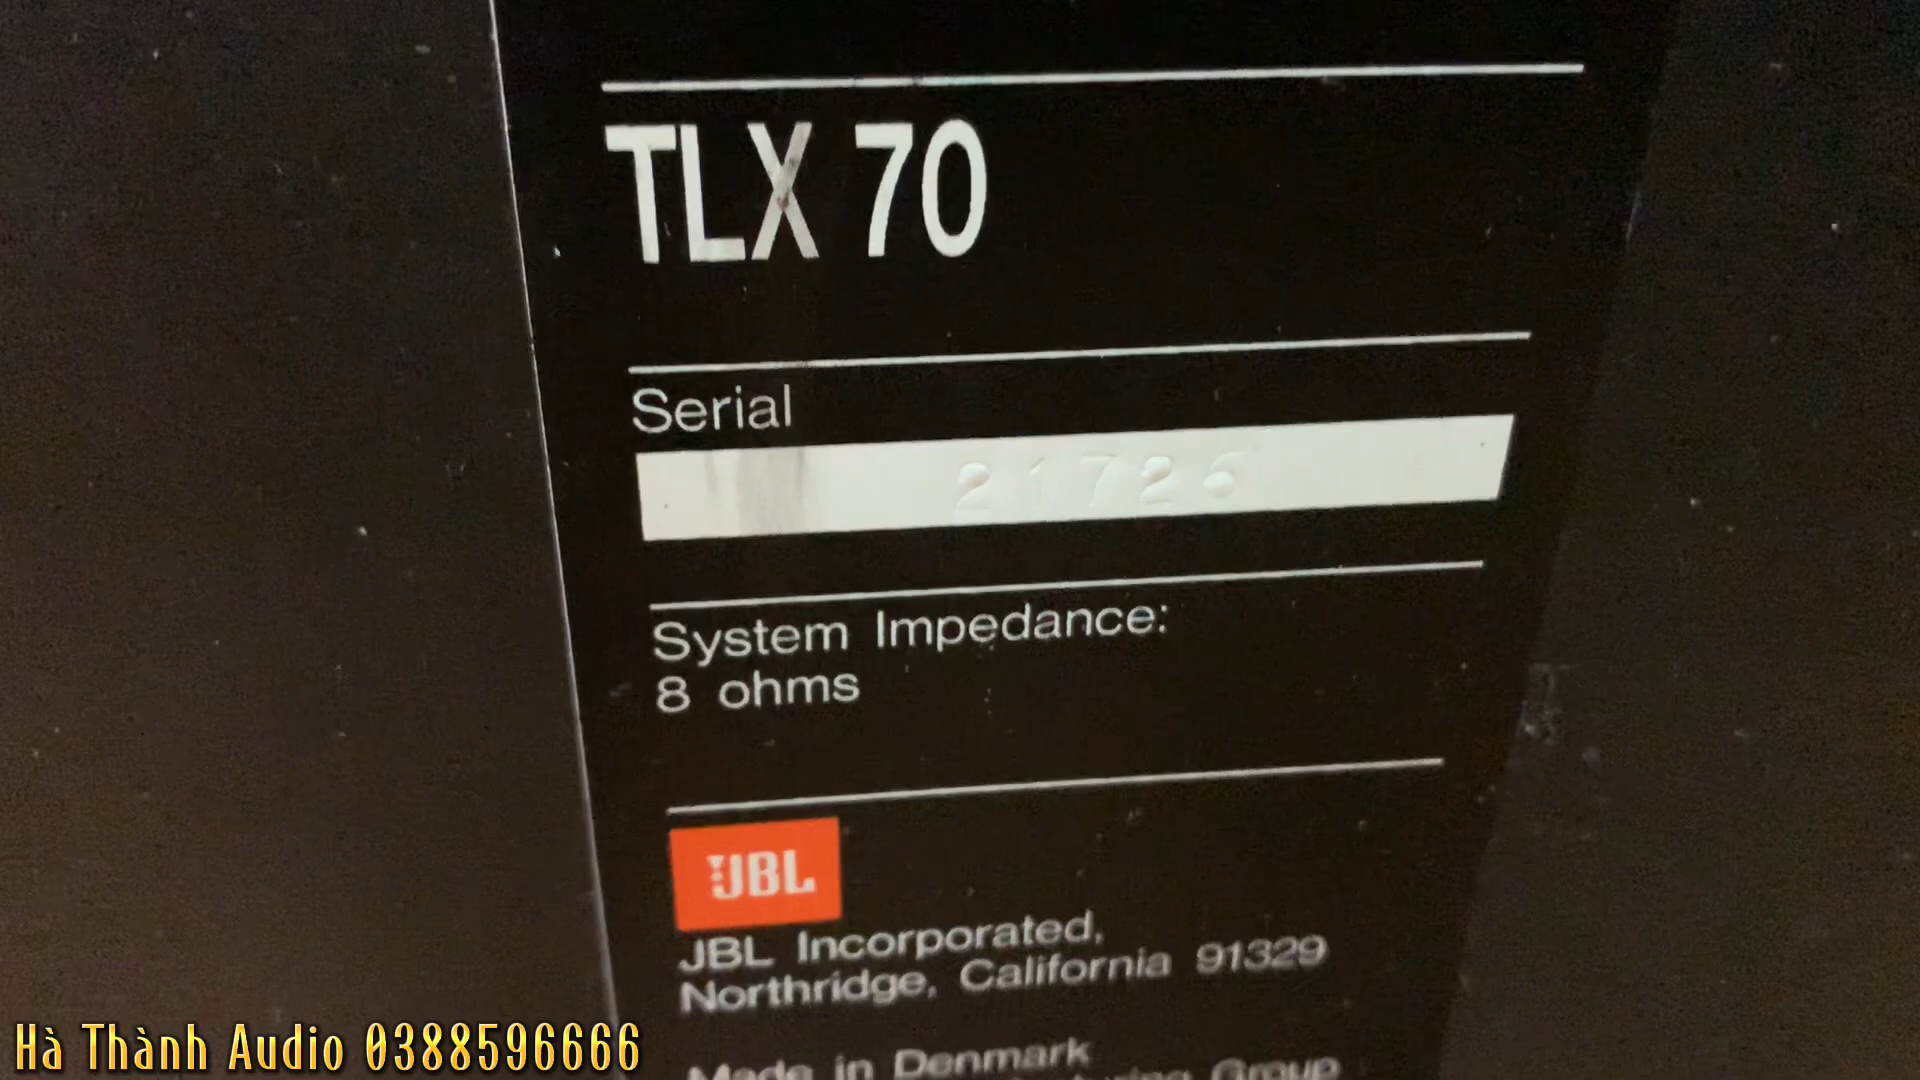 TLX 70
Serial
21726
System Impedance:
8 ohms
JBL
JBL Incorporated,
Northridge, California 91329
Made in Denmark
Group
Hà Thành Audio 0388596666